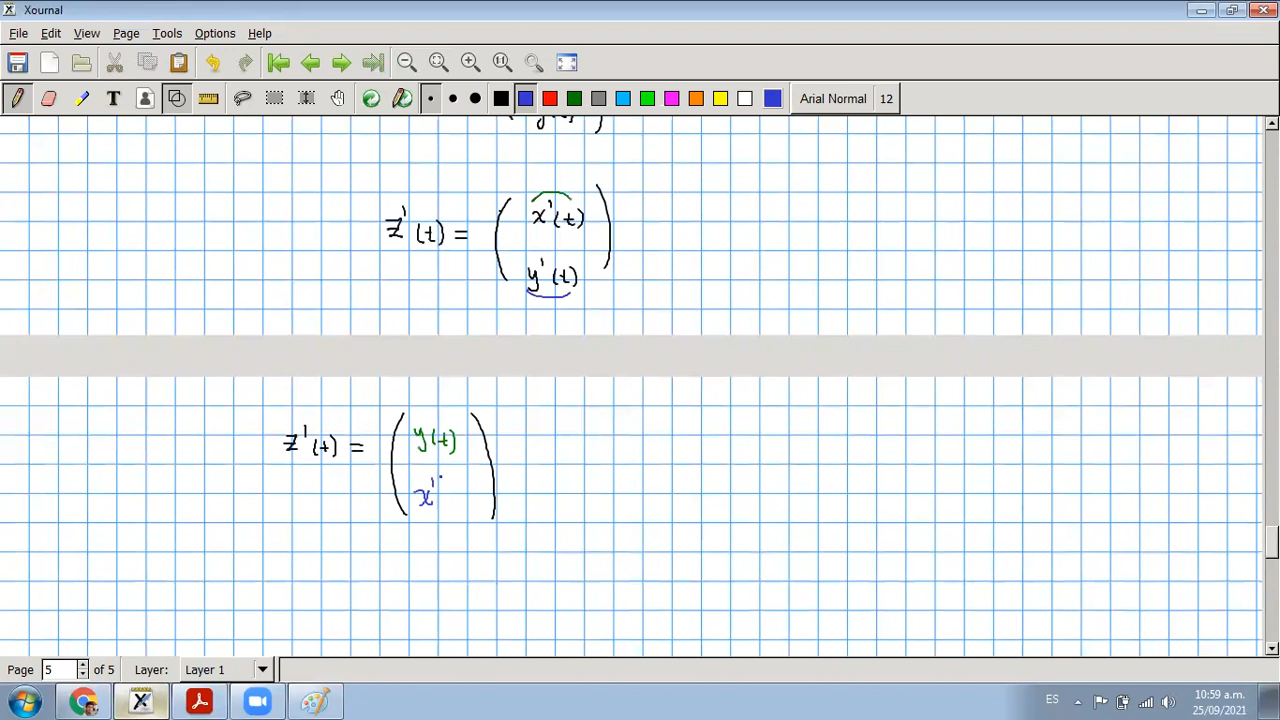 Xournal
File Edit View Page Tools Options Help
Arial Normal 12
z'(t) = ( x'(t)
y'(t) )
z'(t) = ( y(t)
x' )
Page 5 of 5 Layer: Layer 1
ES 10:59 a.m.
25/09/2021